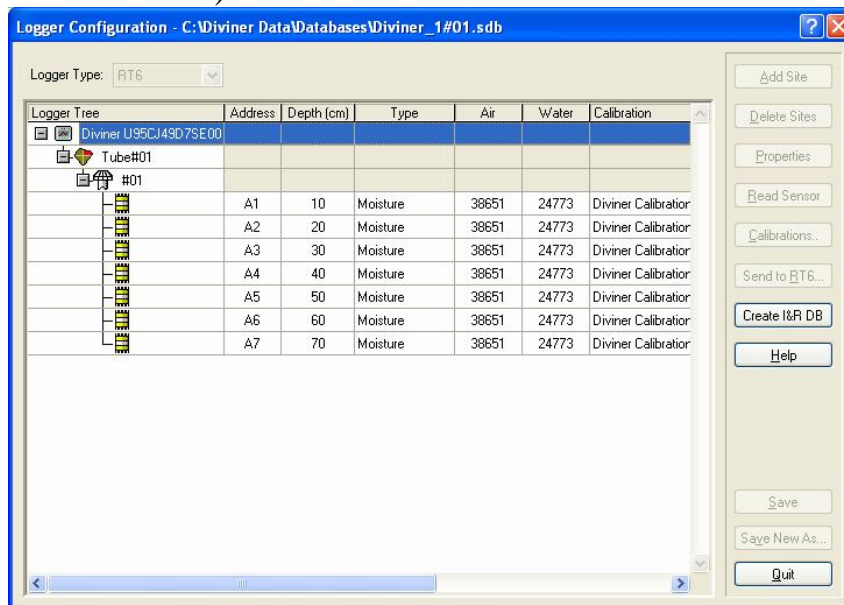 )
Logger Configuration - C:\Diviner Data\Databases\Diviner_1#01.sdb
Logger Type: RT6
Add Site
Logger Tree Address Depth (cm) Type Air Water Calibration
Delete Sites
Diviner U95CJ49D7SE00
Tube#01
Properties
#01
A1 10 Moisture 38651 24773 Diviner Calibration
Read Sensor
A2 20 Moisture 38651 24773 Diviner Calibration
Calibrations..
A3 30 Moisture 38651 24773 Diviner Calibration
A4 40 Moisture 38651 24773 Diviner Calibration
Send to RT6...
A5 50 Moisture 38651 24773 Diviner Calibration
A6 60 Moisture 38651 24773 Diviner Calibration
Create I&R DB
A7 70 Moisture 38651 24773 Diviner Calibration
Help
Save
Save New As...
Quit